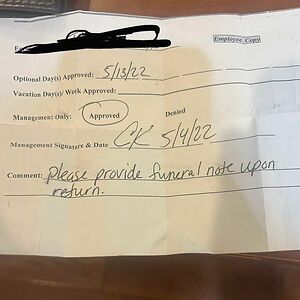 Employee Copy
Optional Day(s) Approved: 5/13/22
Vacation Day(s)/ Week Approved:
Management Only: Approved Denied
Management Signature & Date CK 5/4/22
Comment: please provide funeral note upon
return.